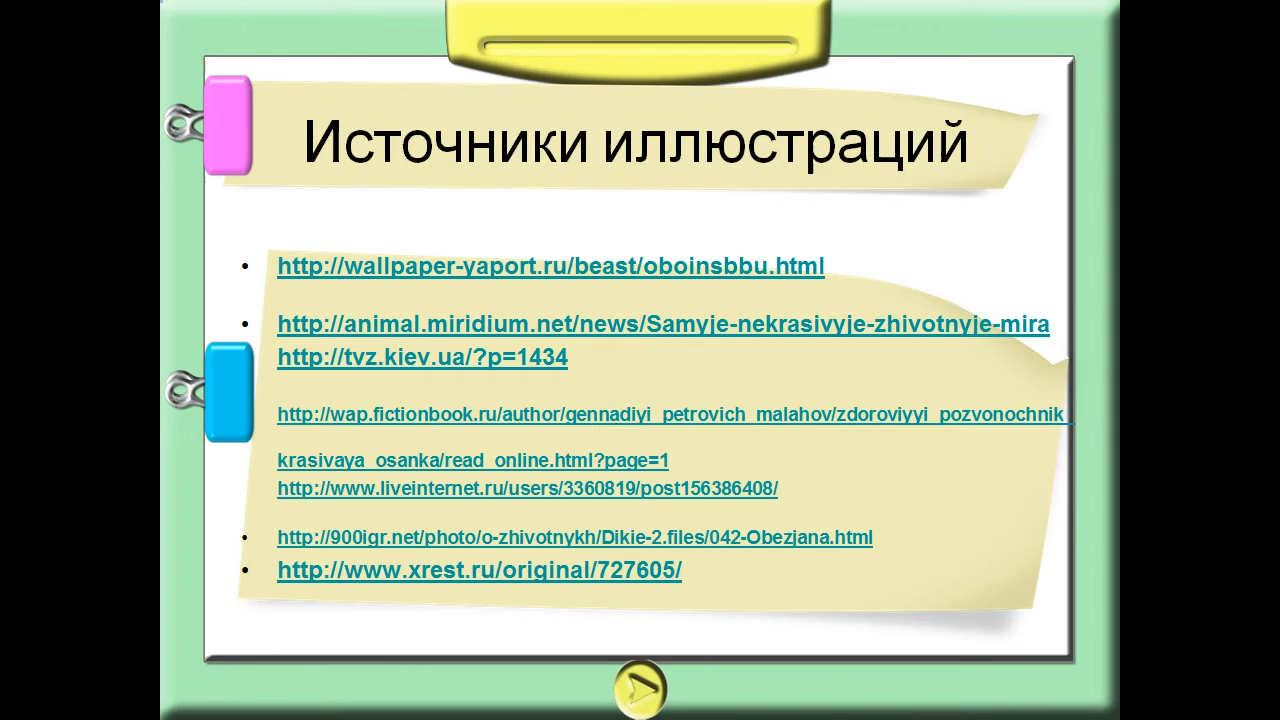 Источники иллюстраций
• http://wallpaper-yaport.ru/beast/oboinsbbu.html
• http://animal.miridium.net/news/Samyje-nekrasivyje-zhivotnyje-mira
http://tvz.kiev.ua/?p=1434
http://wap.fictionbook.ru/author/gennadiyi_petrovich_malahov/zdoroviyyi_pozvonochnik_
krasivaya_osanka/read_online.html?page=1
http://www.liveinternet.ru/users/3360819/post156386408/
• http://900igr.net/photo/o-zhivotnykh/Dikie-2.files/042-Obezjana.html
• http://www.xrest.ru/original/727605/